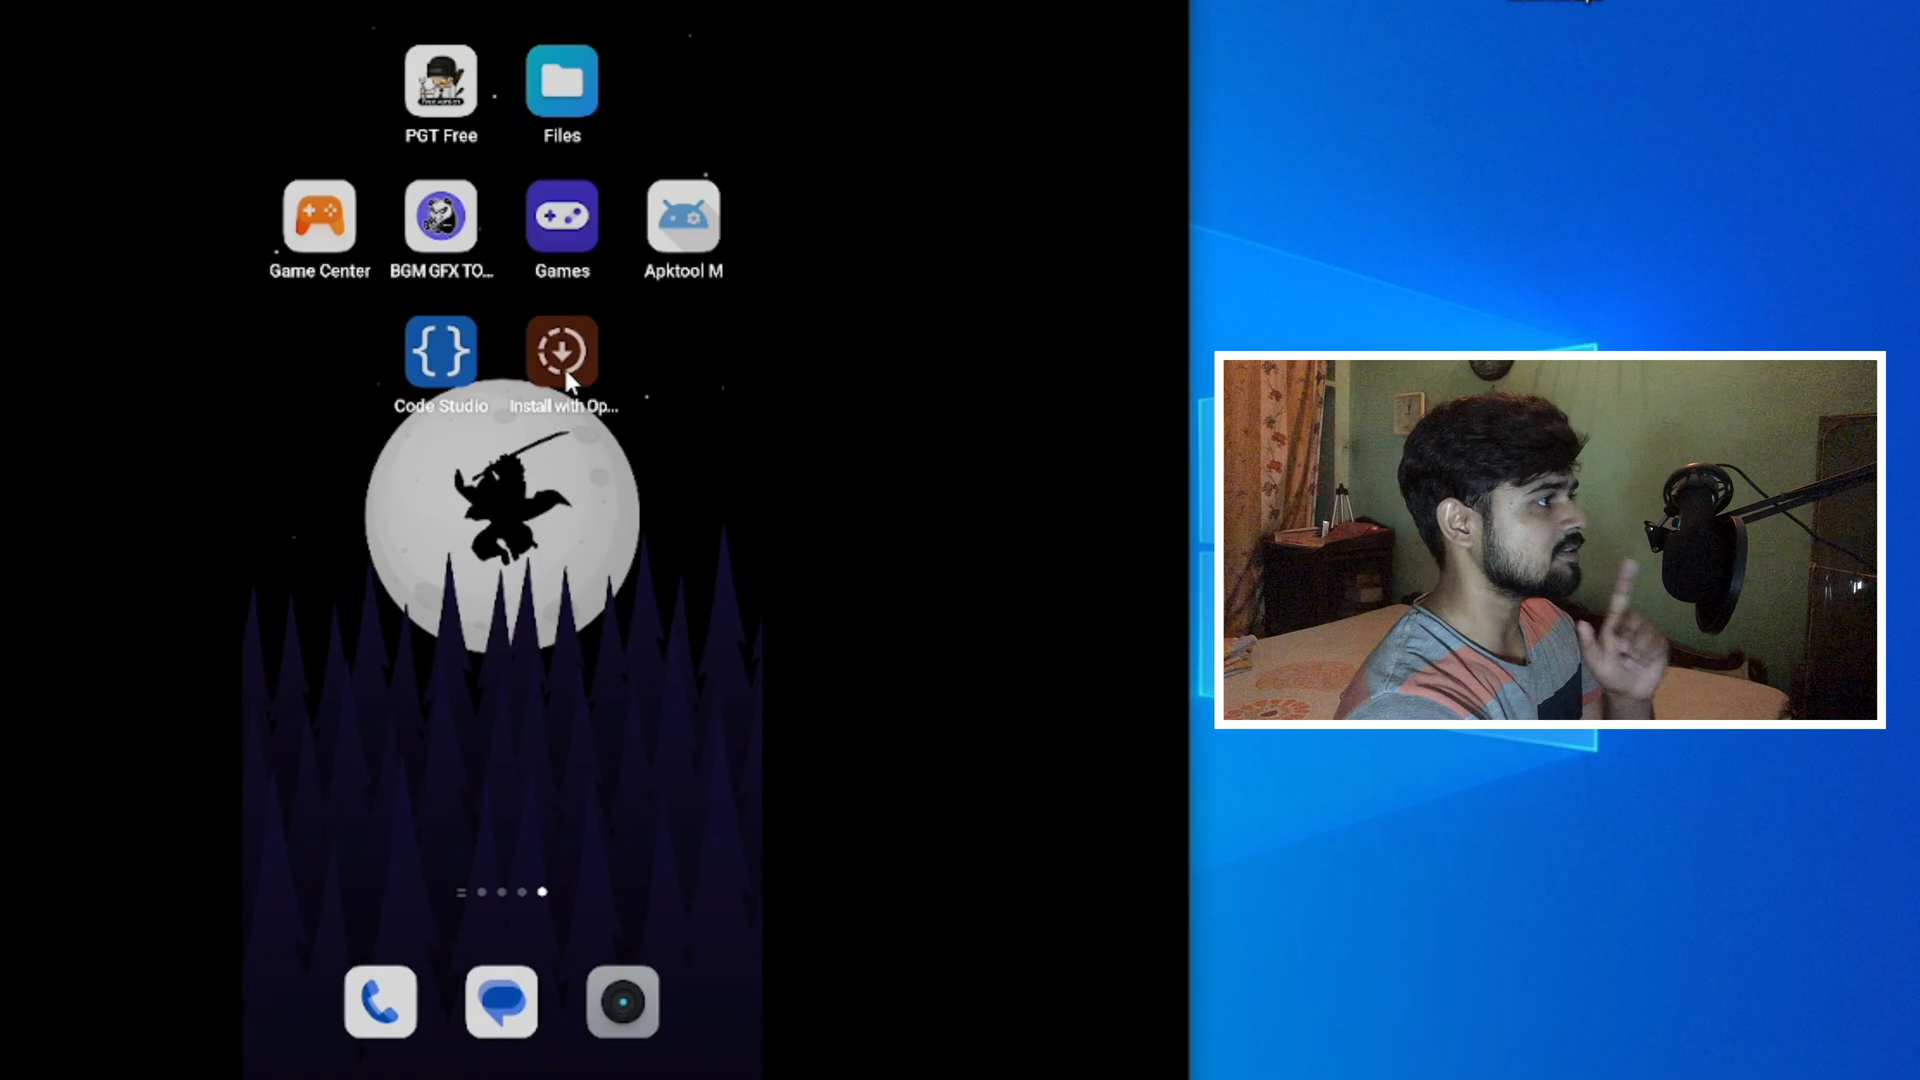 PGT Free
Files
Game Center
BGM GFX TO...
Games
Apktool M
Code Studio
Install with Op...